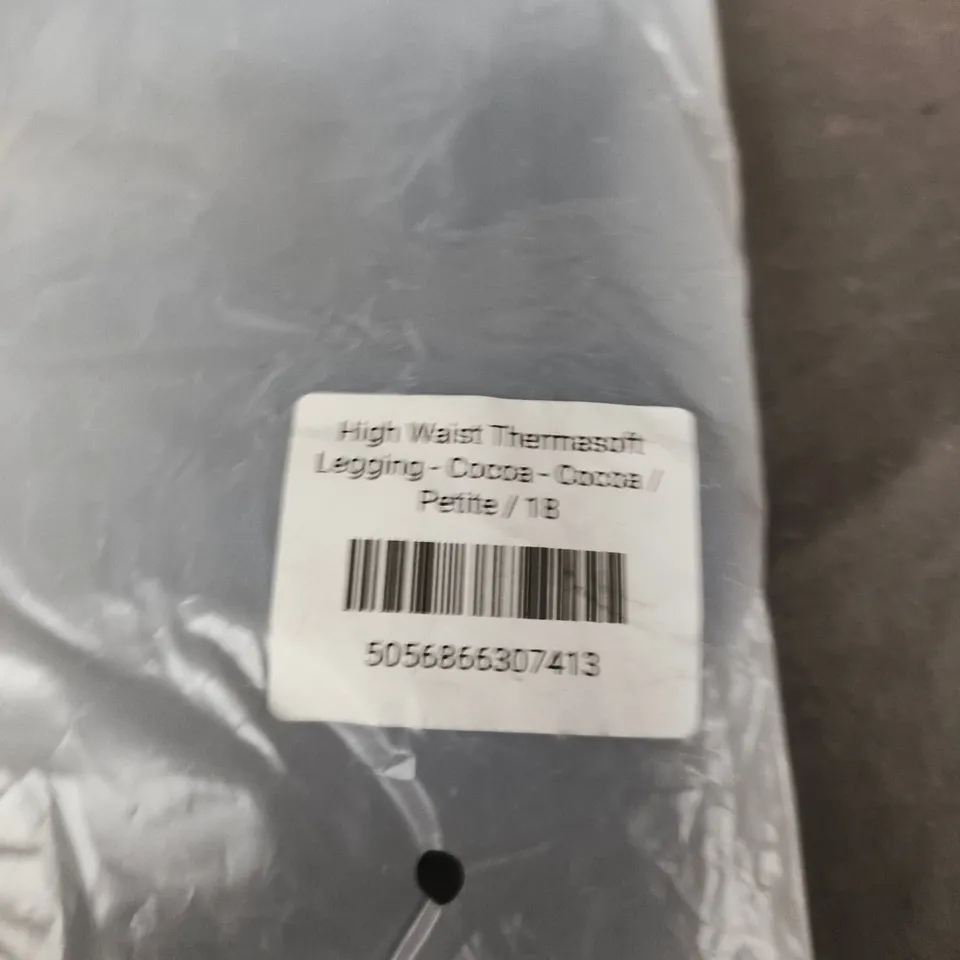 High Waist Thermasoft
Legging - Cocoa - Cocoa /
Petite / 18
5056866307413